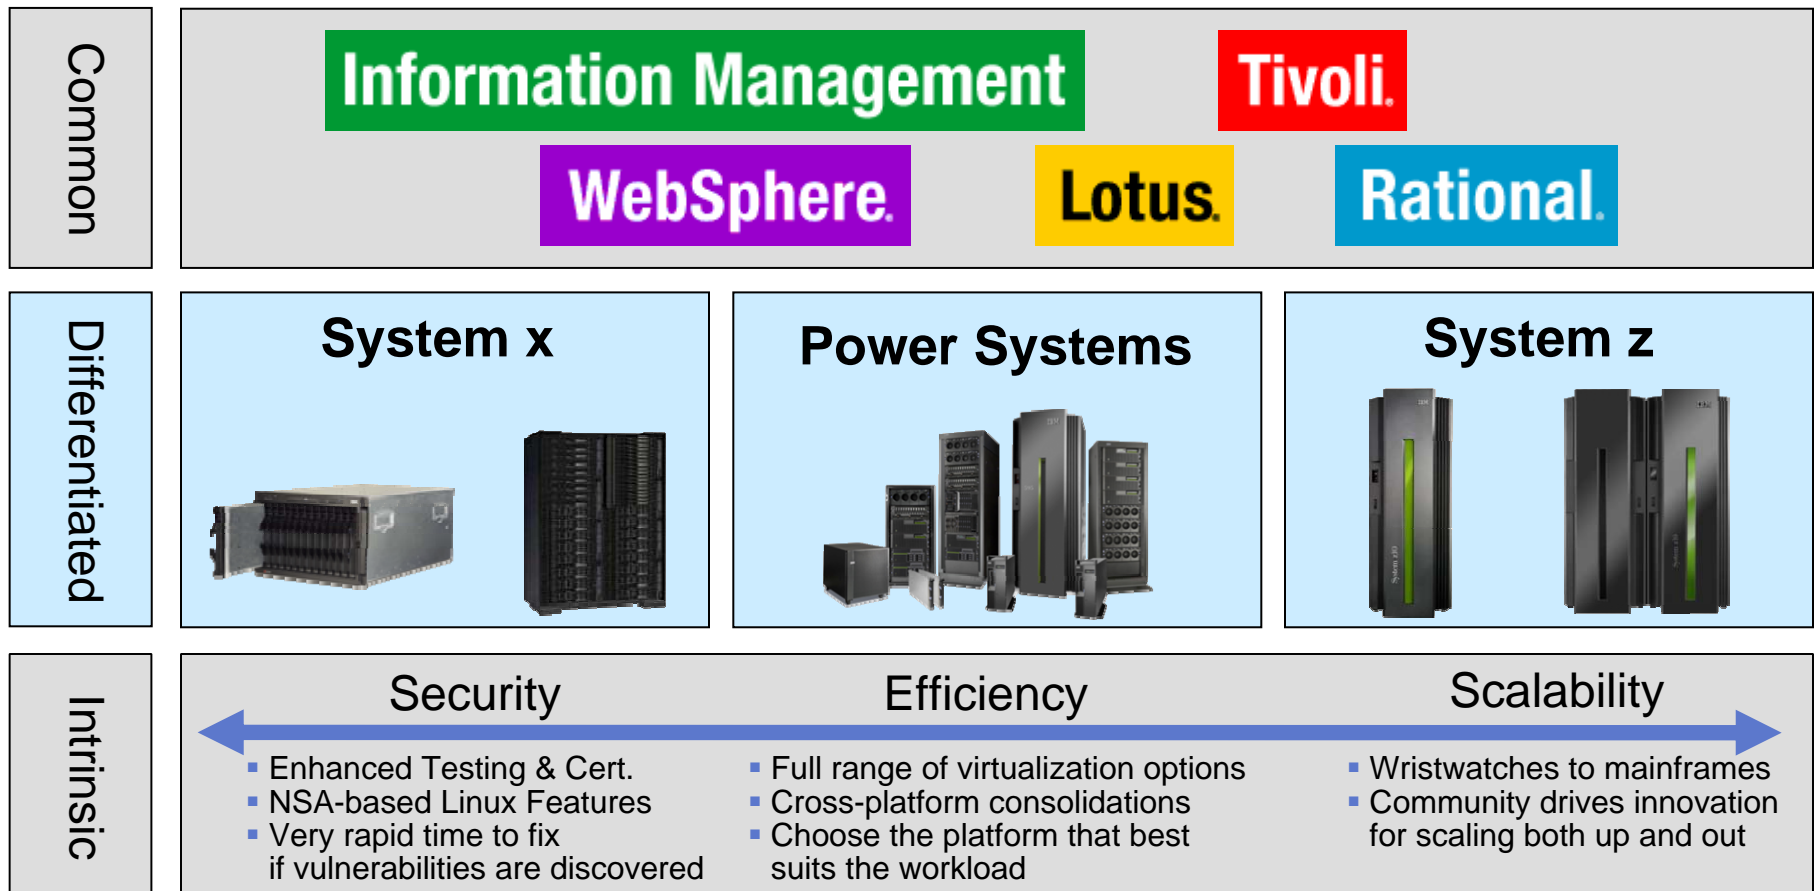 Common
Information Management
Tivoli.
WebSphere.
Lotus.
Rational.
Differentiated
System x
Power Systems
System z
IBM
System z10
Intrinsic
Security
Efficiency
Scalability
▪ Enhanced Testing & Cert.
▪ NSA-based Linux Features
▪ Very rapid time to fix
if vulnerabilities are discovered
▪ Full range of virtualization options
▪ Cross-platform consolidations
▪ Choose the platform that best
suits the workload
▪ Wristwatches to mainframes
▪ Community drives innovation
for scaling both up and out